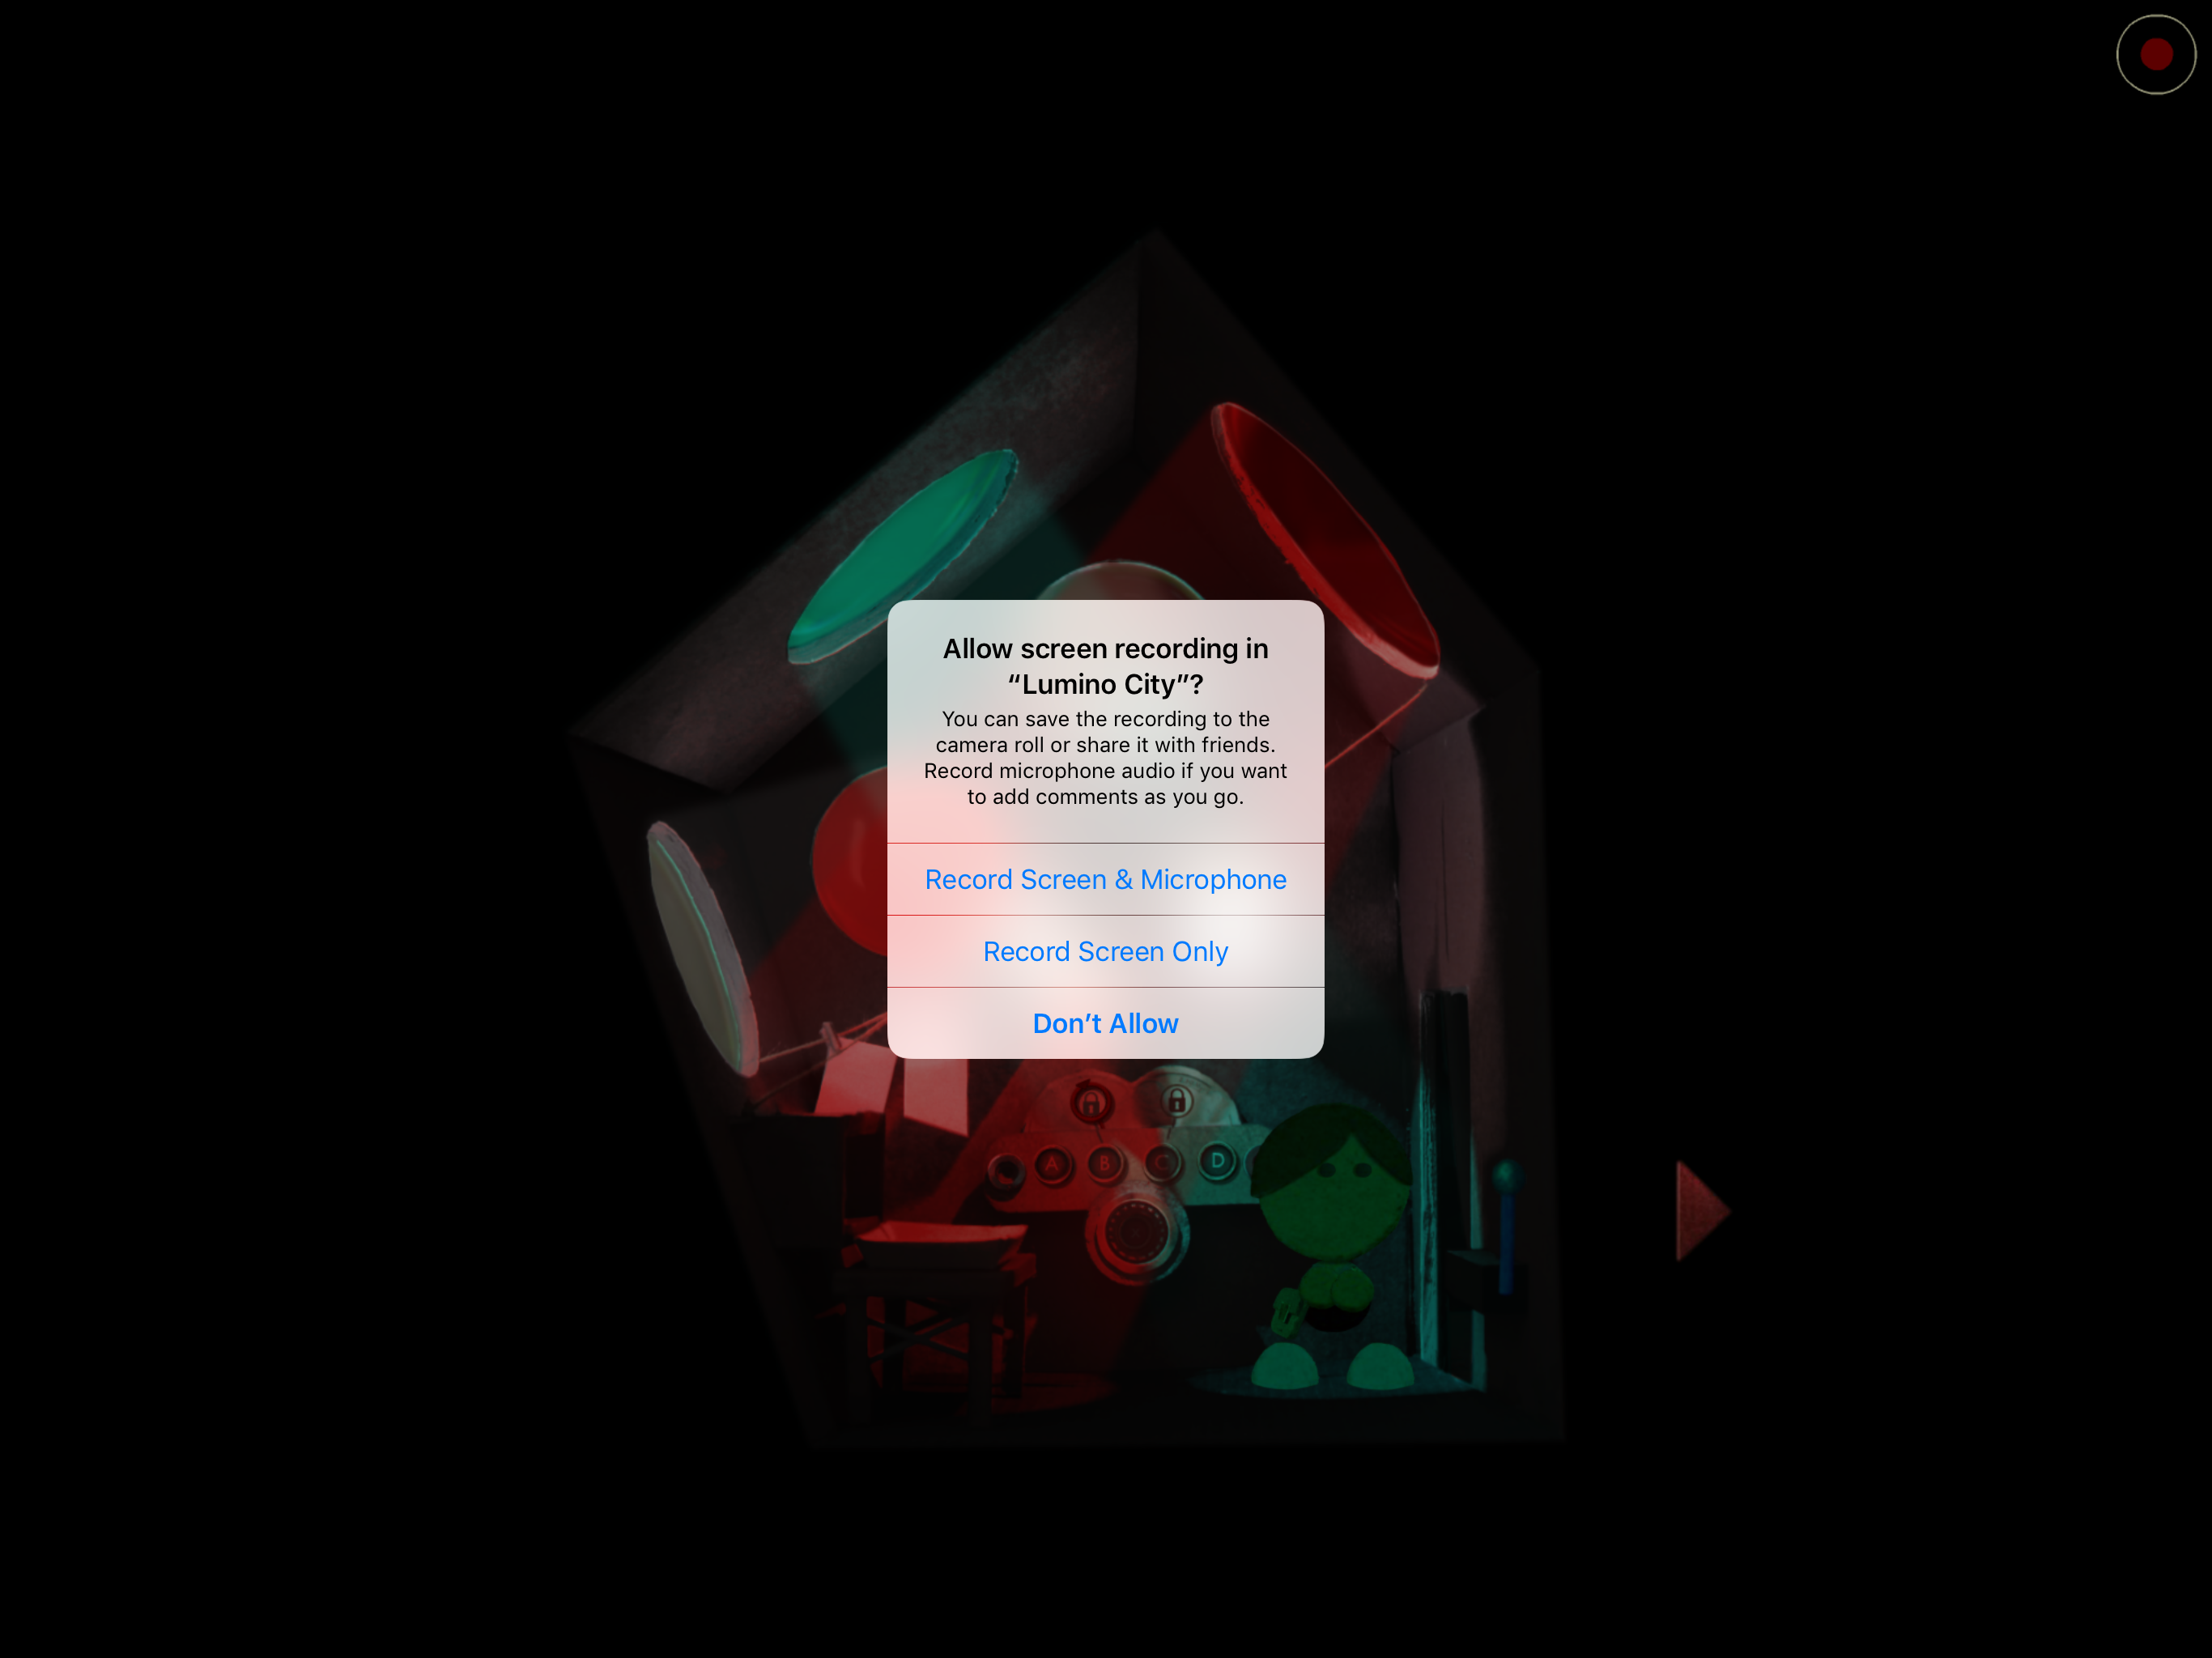 Allow screen recording in
“Lumino City”?
You can save the recording to the
camera roll or share it with friends.
Record microphone audio if you want
to add comments as you go.
Record Screen & Microphone
Record Screen Only
Don’t Allow
A B C D